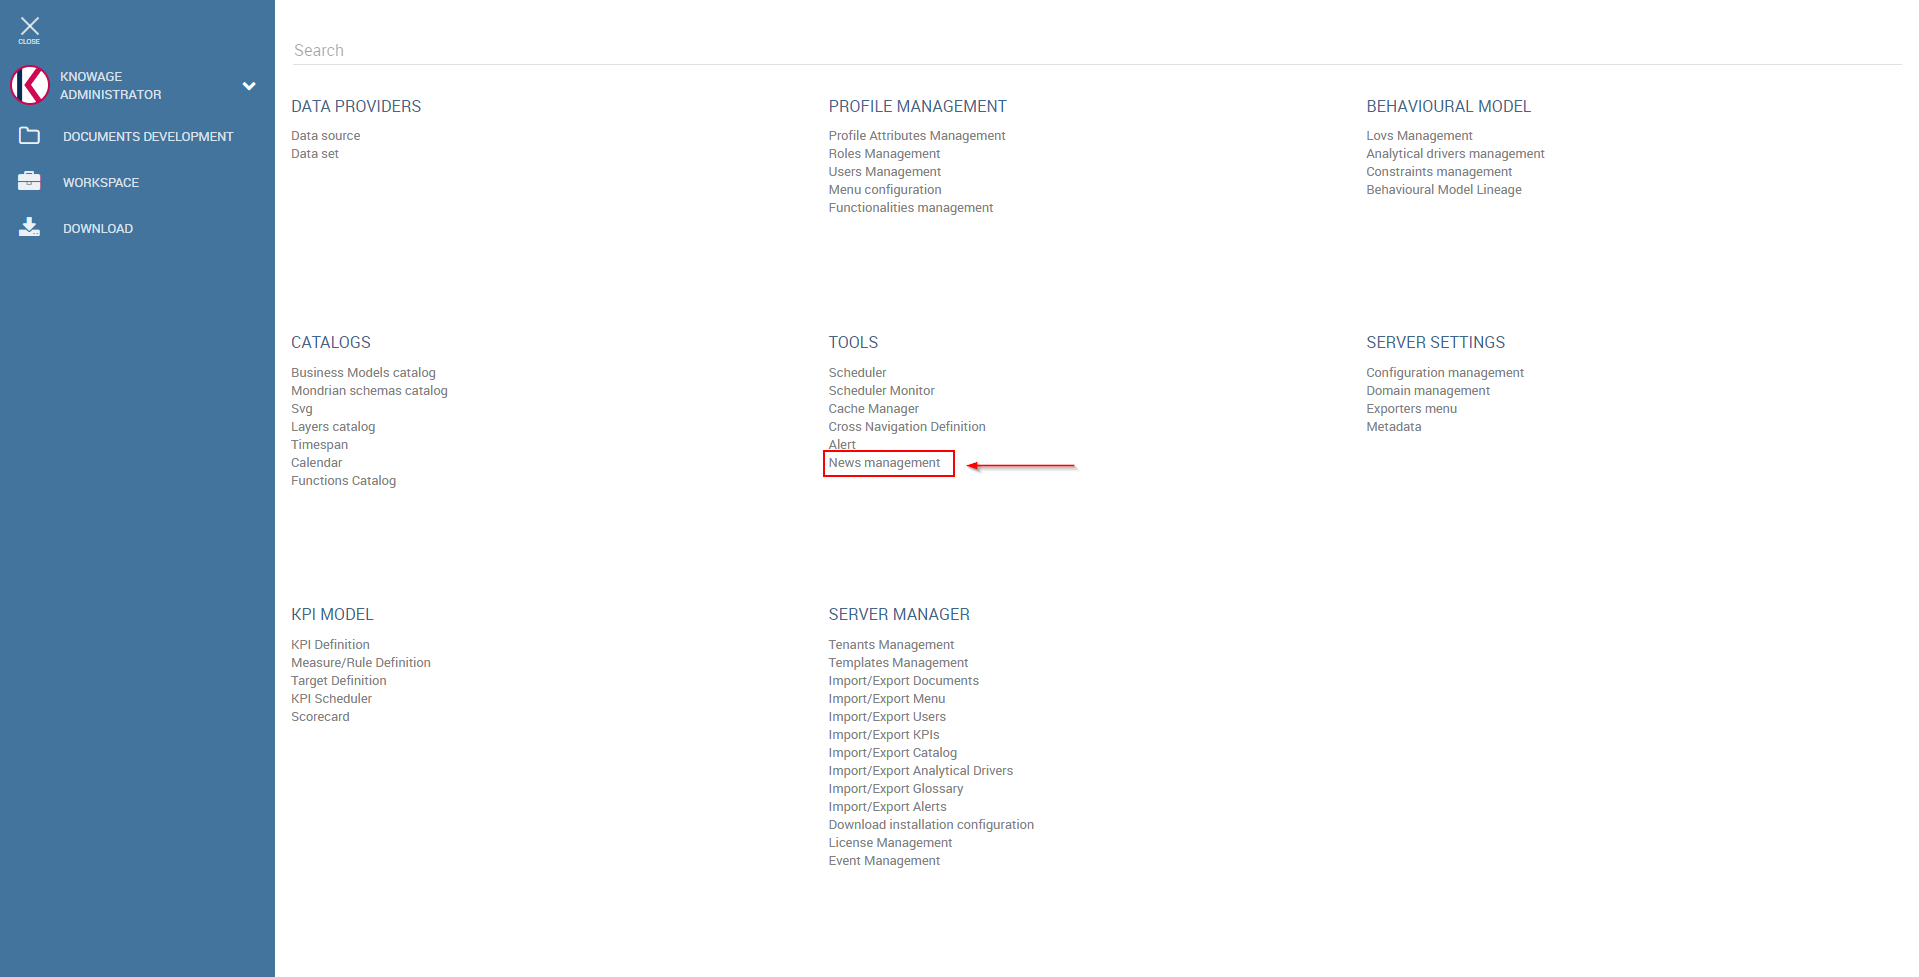 CLOSE
KNOWAGE
ADMINISTRATOR
DOCUMENTS DEVELOPMENT
WORKSPACE
DOWNLOAD
Search
DATA PROVIDERS
Data source
Data set
PROFILE MANAGEMENT
Profile Attributes Management
Roles Management
Users Management
Menu configuration
Functionalities management
BEHAVIOURAL MODEL
Lovs Management
Analytical drivers management
Constraints management
Behavioural Model Lineage
CATALOGS
Business Models catalog
Mondrian schemas catalog
Svg
Layers catalog
Timespan
Calendar
Functions Catalog
TOOLS
Scheduler
Scheduler Monitor
Cache Manager
Cross Navigation Definition
Alert
News management
SERVER SETTINGS
Configuration management
Domain management
Exporters menu
Metadata
KPI MODEL
KPI Definition
Measure/Rule Definition
Target Definition
KPI Scheduler
Scorecard
SERVER MANAGER
Tenants Management
Templates Management
Import/Export Documents
Import/Export Menu
Import/Export Users
Import/Export KPIs
Import/Export Catalog
Import/Export Analytical Drivers
Import/Export Glossary
Import/Export Alerts
Download installation configuration
License Management
Event Management